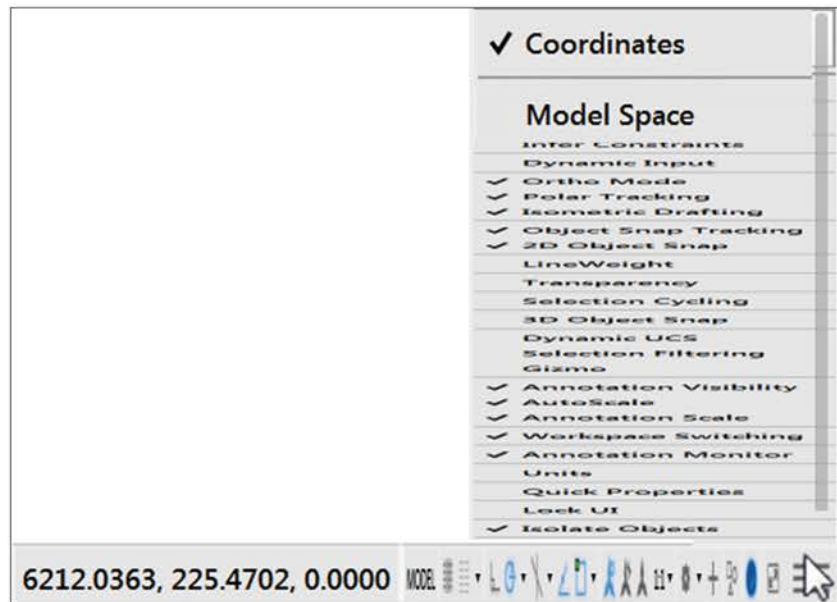 ✓ Coordinates
Model Space
Infer Constraints
Dynamic Input
✓ Ortho Mode
✓ Polar Tracking
✓ Isometric Drafting
✓ Object Snap Tracking
✓ 2D Object Snap
LineWeight
Transparency
Selection Cycling
3D Object Snap
Dynamic UCS
Selection Filtering
Gizmo
✓ Annotation Visibility
✓ AutoScale
✓ Annotation Scale
✓ Workspace Switching
✓ Annotation Monitor
Units
Quick Properties
Lock UI
✓ Isolate Objects
6212.0363, 225.4702, 0.0000 MODEL 1:1